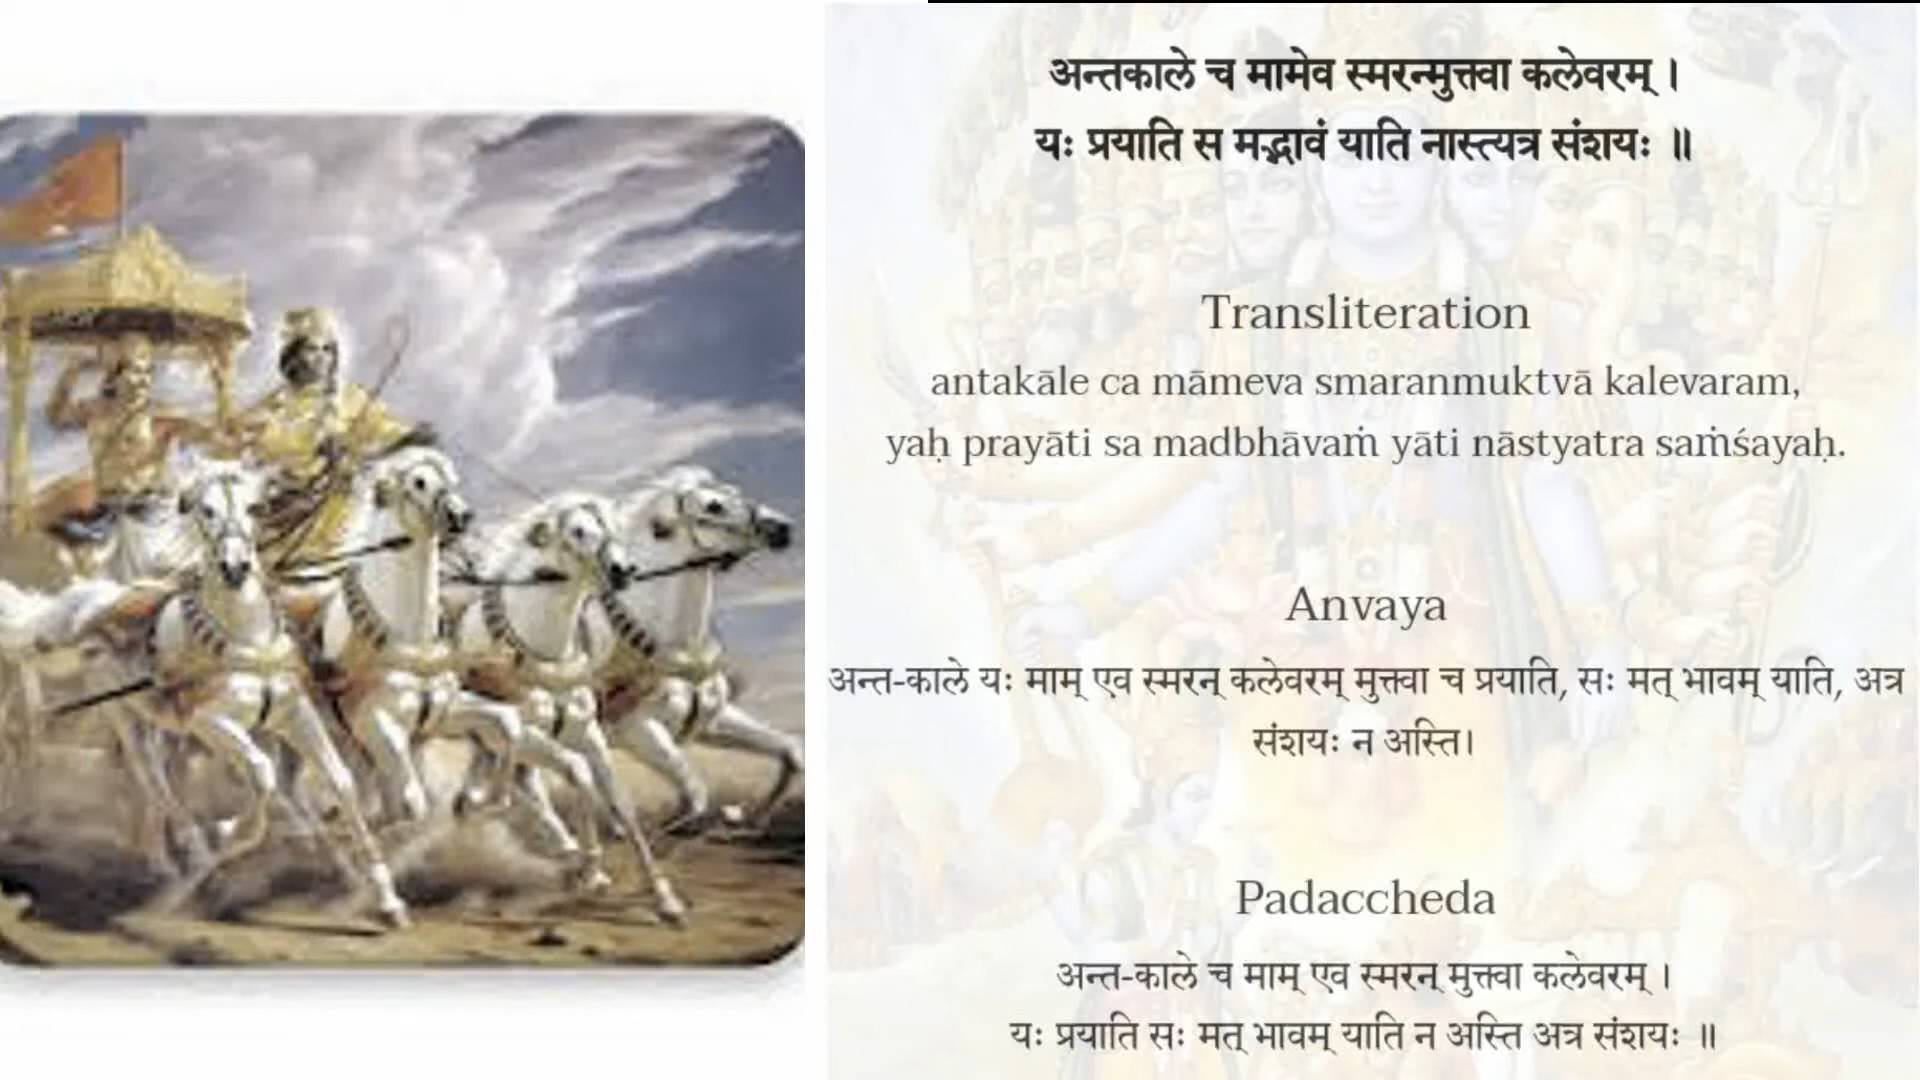 अन्तकाले च मामेव स्मरन्मुक्त्वा कलेवरम् ।
यः प्रयाति स मद्भावं याति नास्त्यत्र संशयः ॥
Transliteration
antakāle ca māmeva smaranmuktvā kalevaram,
yaḥ prayāti sa madbhāvaṁ yāti nāstyatra saṁśayaḥ.
Anvaya
अन्त-काले यः माम् एव स्मरन् कलेवरम् मुक्त्वा च प्रयाति, सः मत् भावम् याति, अत्र
संशयः न अस्ति।
Padaccheda
अन्त-काले च माम् एव स्मरन् मुक्त्वा कलेवरम् ।
यः प्रयाति सः मत् भावम् याति न अस्ति अत्र संशयः ॥